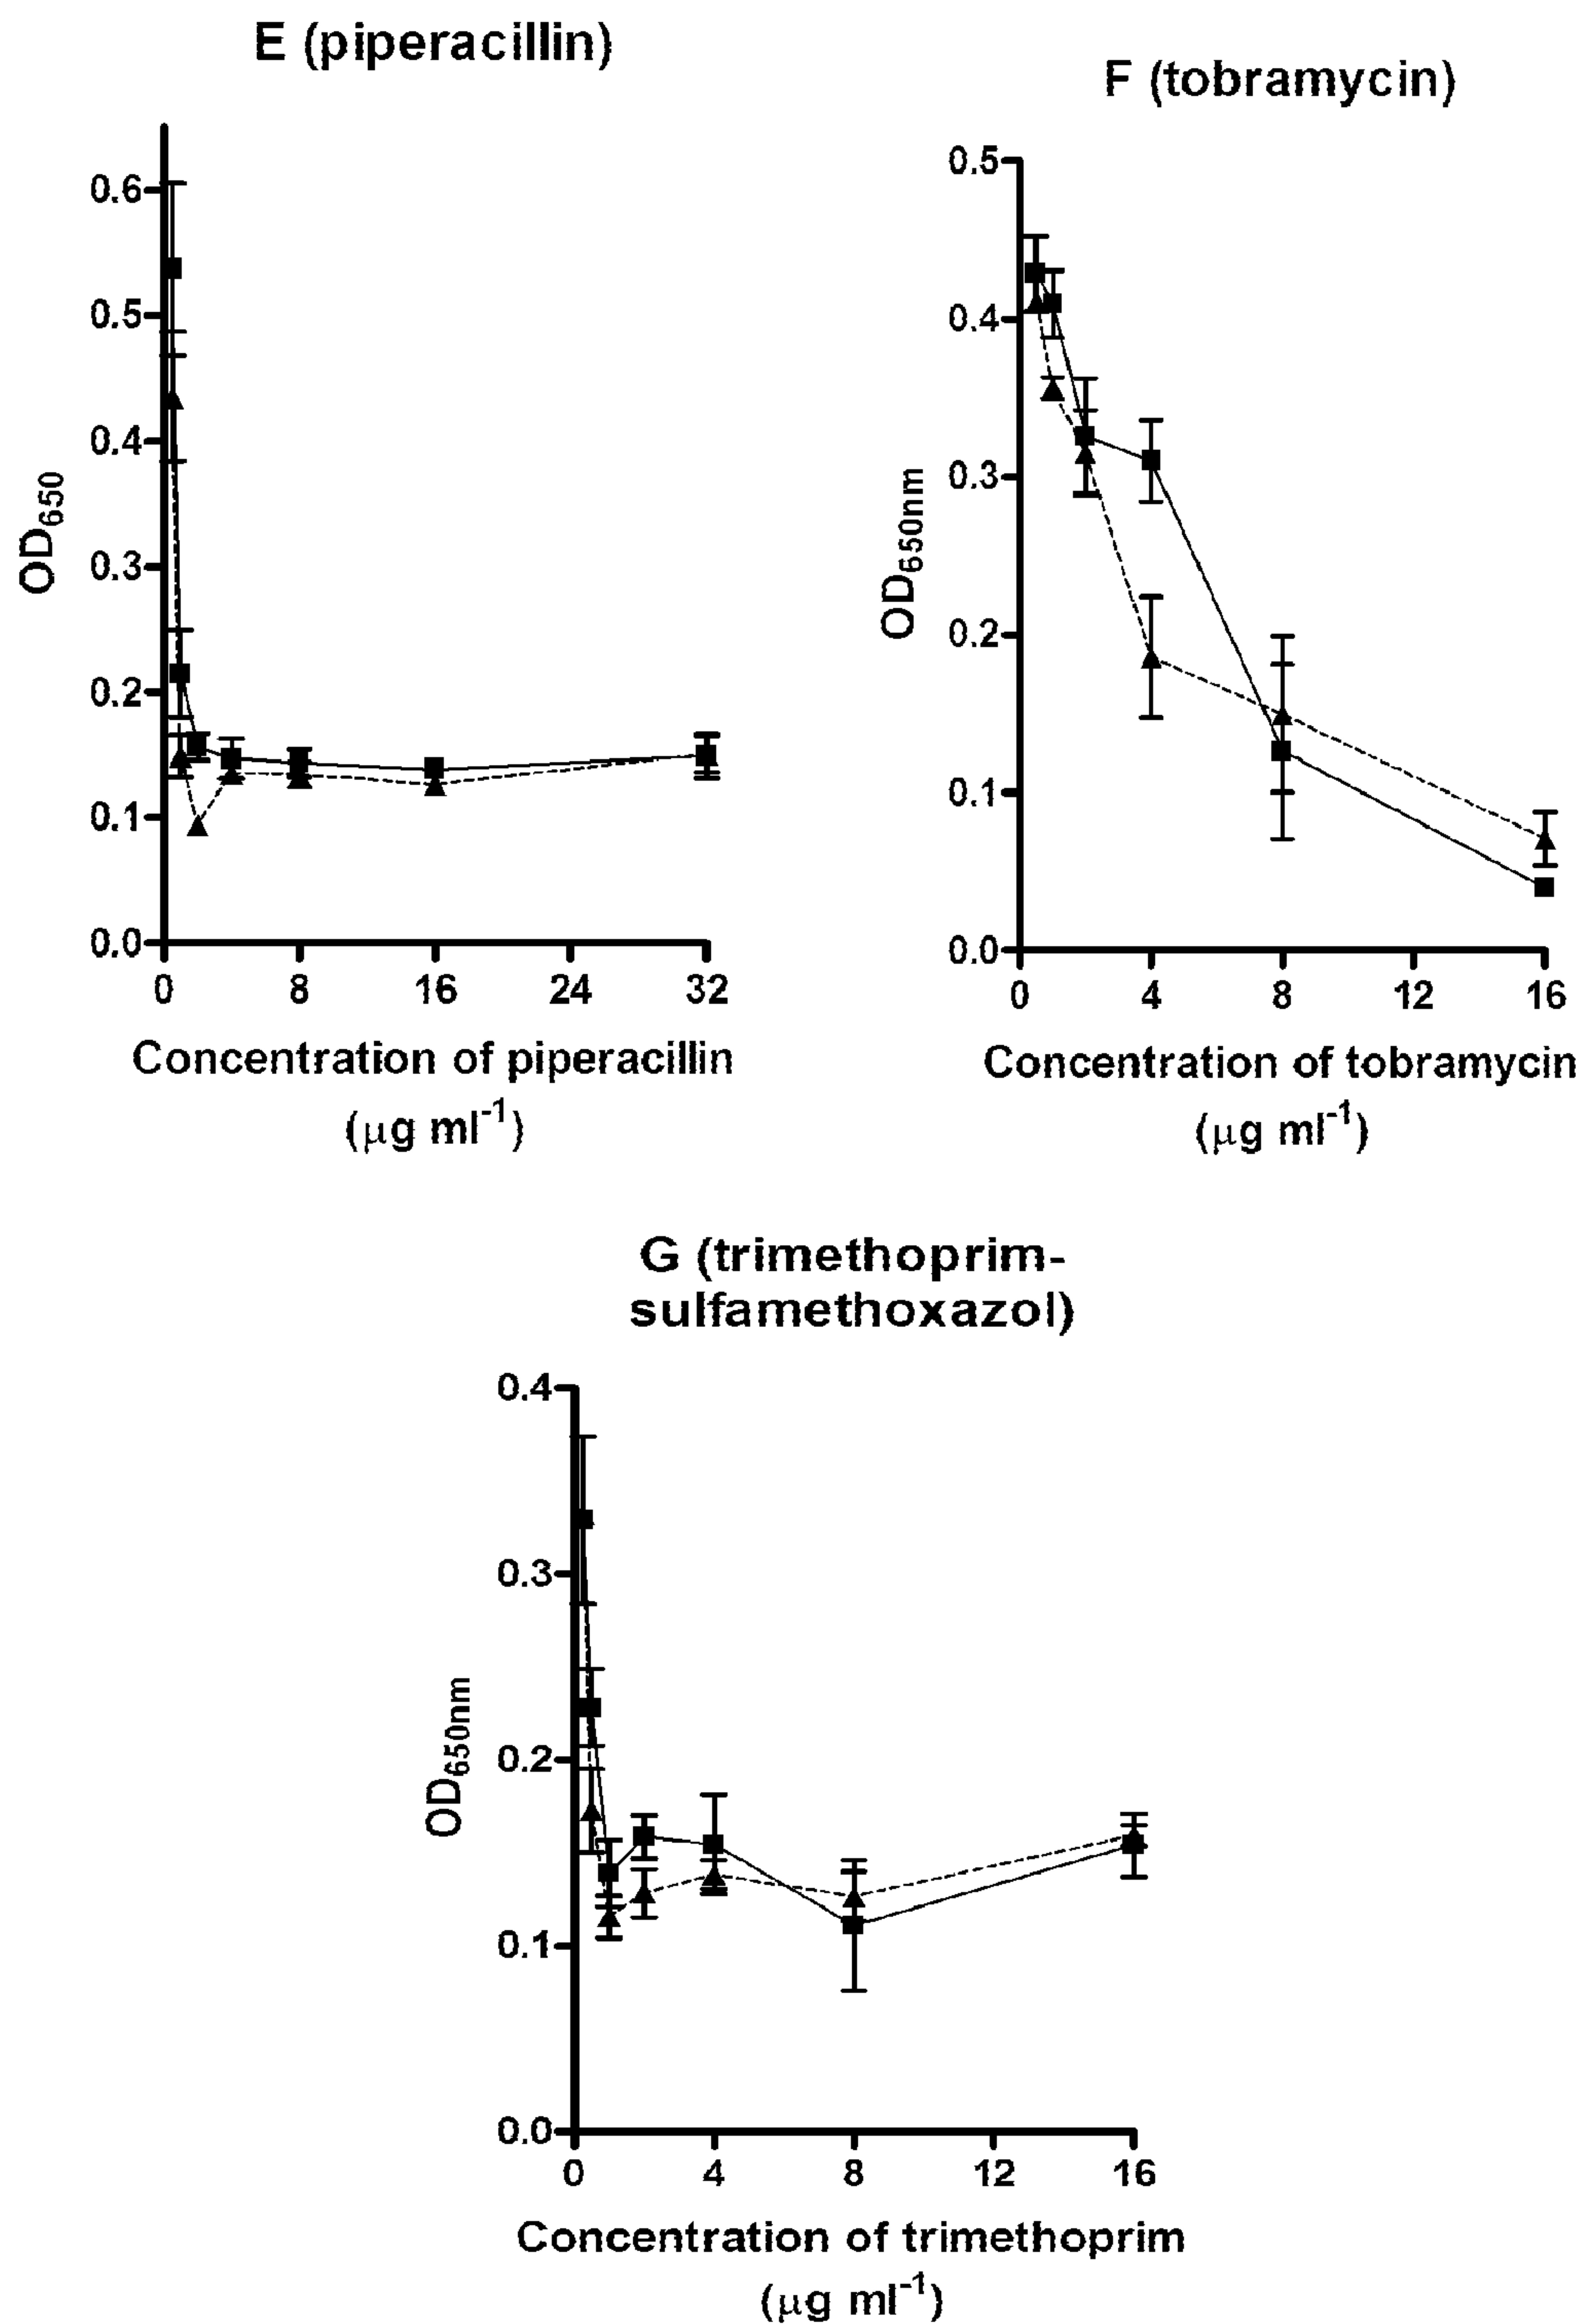 E (piperacillin)
0.6
0.5
0.4
0.3
0.2
0.1
0.0
OD650
0 8 16 24 32
Concentration of piperacillin
(μg ml-1)
F (tobramycin)
0.5
0.4
0.3
0.2
0.1
0.0
OD650nm
0 4 8 12 16
Concentration of tobramycin
(μg ml-1)
G (trimethoprim-
sulfamethoxazol)
0.4
0.3
0.2
0.1
0.0
OD650nm
0 4 8 12 16
Concentration of trimethoprim
(μg ml-1)